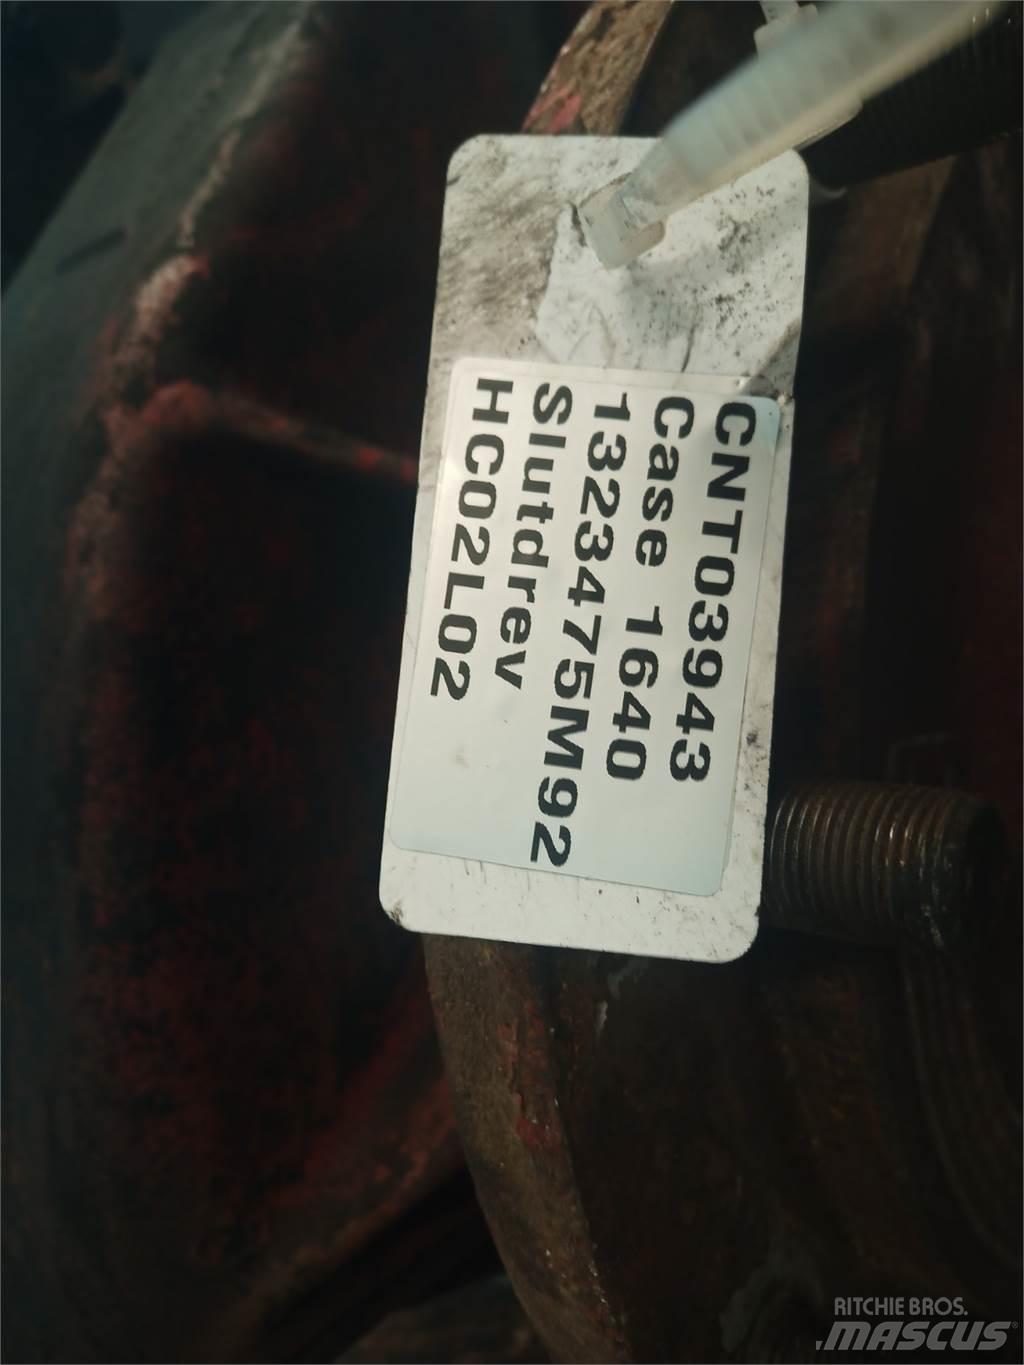 CNT03943
Case 1640
1323475M92
Slutdrev
HC02L02
RITCHIE BROS.
MASCUS